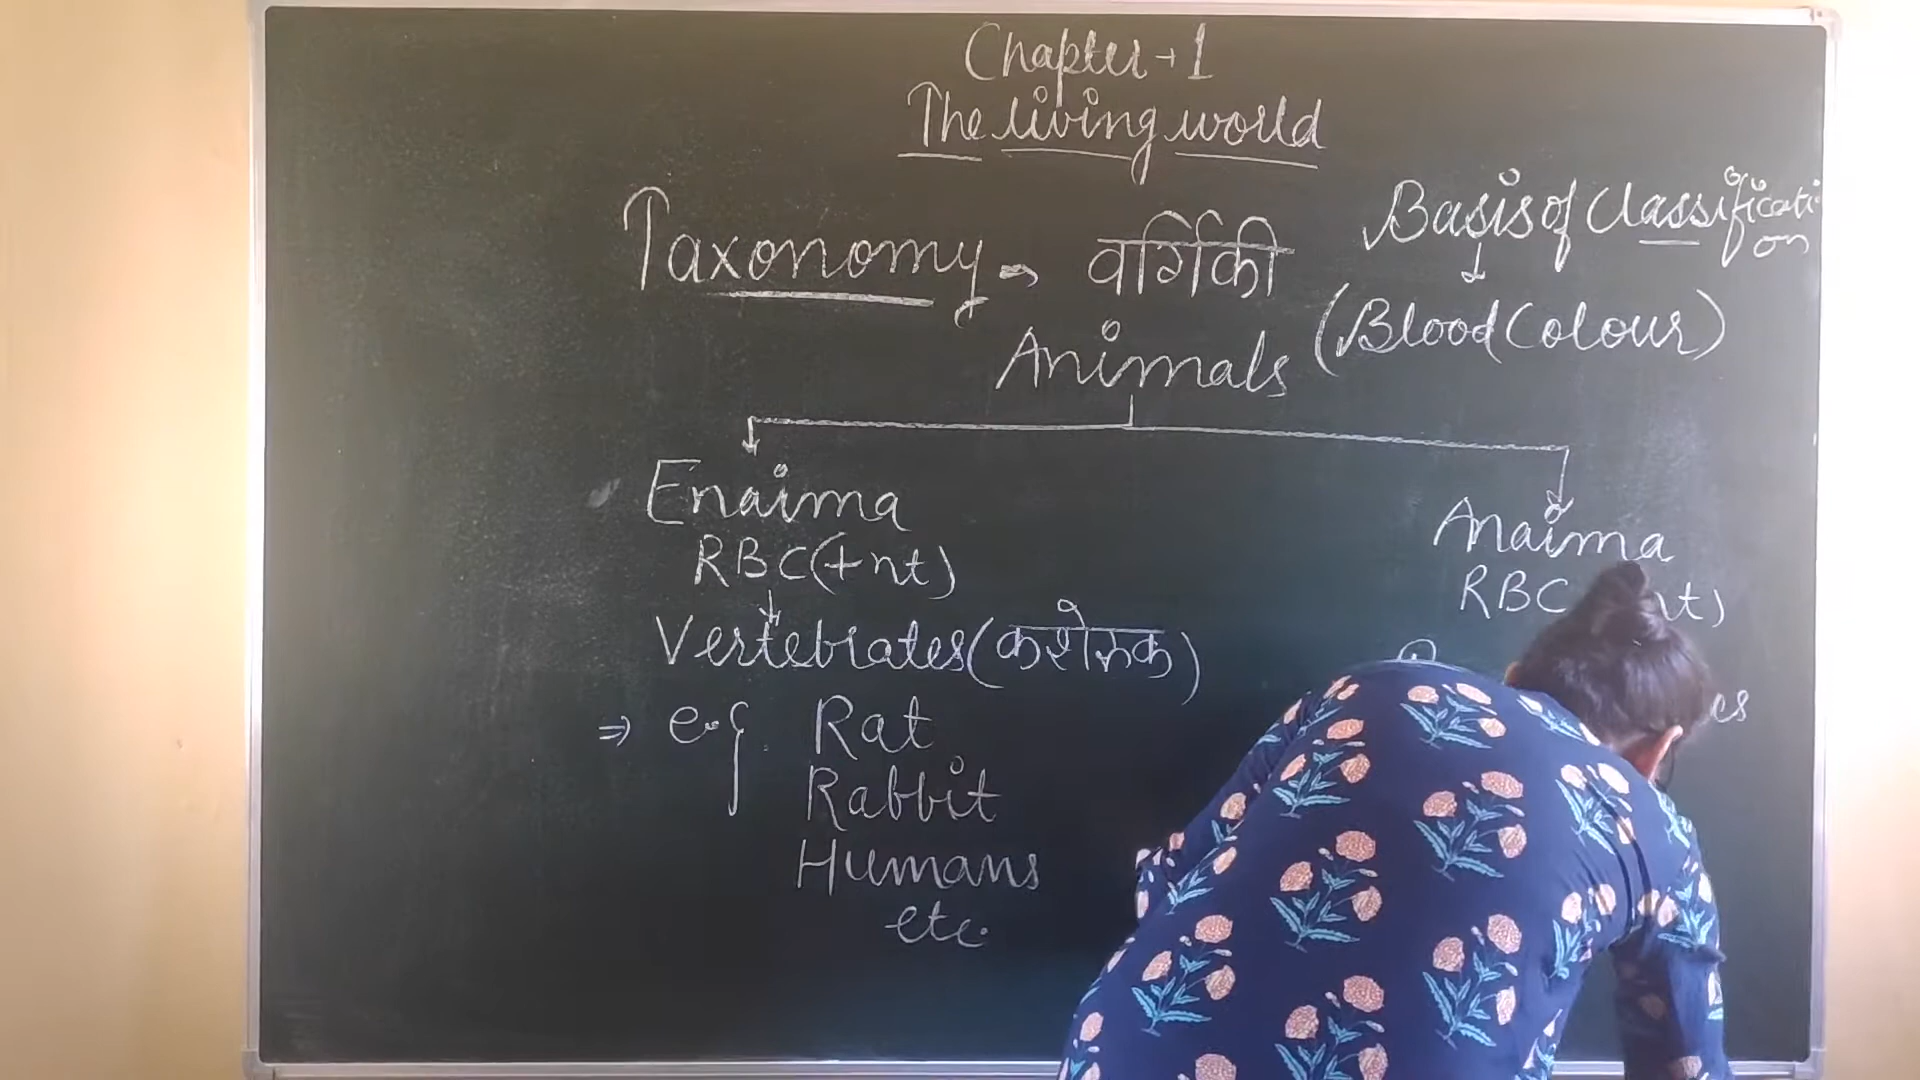 Chapter → 1
The living world
Taxonomy → वर्गिकी
Basis of Classification
↓
(Blood Colour)
Animals
Enaima
RBC(+nt)
↓
Vertebrates (कशेरुक)
⇒ e.g Rat
Rabbit
Humans
etc.
Anaima
RBC